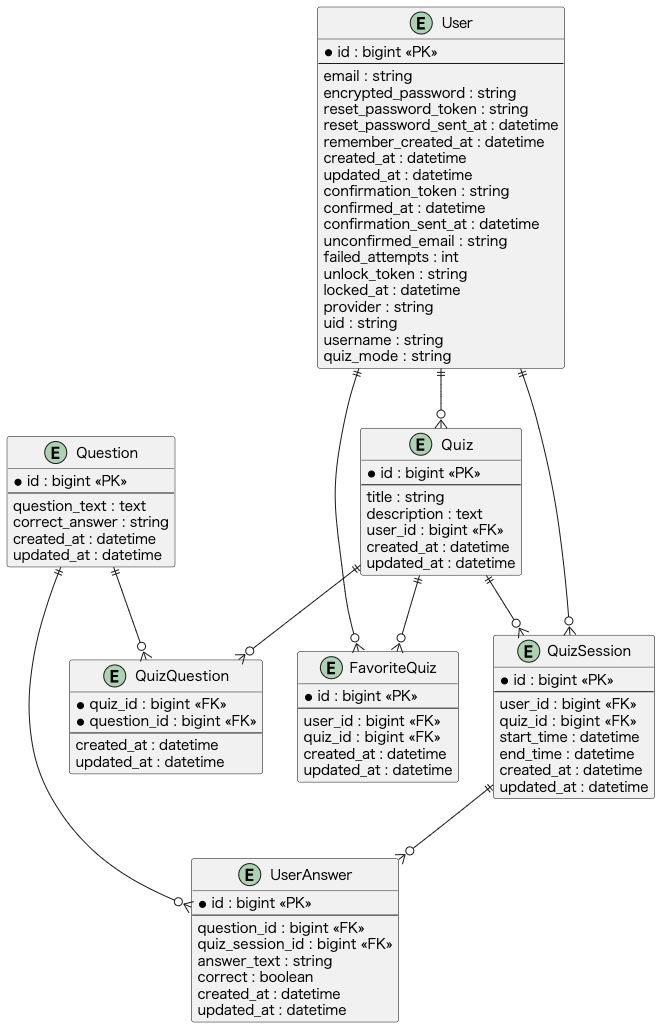 E User
id : bigint «PK»
email : string
encrypted_password : string
reset_password_token : string
reset_password_sent_at : datetime
remember_created_at : datetime
created_at : datetime
updated_at : datetime
confirmation_token : string
confirmed_at : datetime
confirmation_sent_at : datetime
unconfirmed_email : string
failed_attempts : int
unlock_token : string
locked_at : datetime
provider : string
uid : string
username : string
quiz_mode : string
E Question
id : bigint «PK»
question_text : text
correct_answer : string
created_at : datetime
updated_at : datetime
E Quiz
id : bigint «PK»
title : string
description : text
user_id : bigint «FK»
created_at : datetime
updated_at : datetime
E QuizQuestion
quiz_id : bigint «FK»
question_id : bigint «FK»
created_at : datetime
updated_at : datetime
E FavoriteQuiz
id : bigint «PK»
user_id : bigint «FK»
quiz_id : bigint «FK»
created_at : datetime
updated_at : datetime
E QuizSession
id : bigint «PK»
user_id : bigint «FK»
quiz_id : bigint «FK»
start_time : datetime
end_time : datetime
created_at : datetime
updated_at : datetime
E UserAnswer
id : bigint «PK»
question_id : bigint «FK»
quiz_session_id : bigint «FK»
answer_text : string
correct : boolean
created_at : datetime
updated_at : datetime